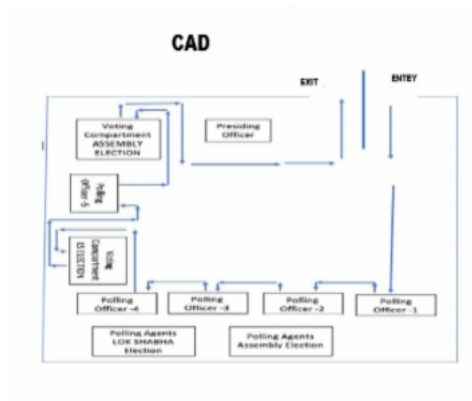 CAD
EXIT
ENTEY
Voting
Compartment
ASSEMBLY
ELECTION
Presiding
Officer
Polling
Officer -5
Voting
Compartment
LS ELECTION
Polling
Officer -4
Polling
Officer -3
Polling
Officer -2
Polling
Officer -1
Polling Agents
LOK SHABHA
Election
Polling Agents
Assembly Election